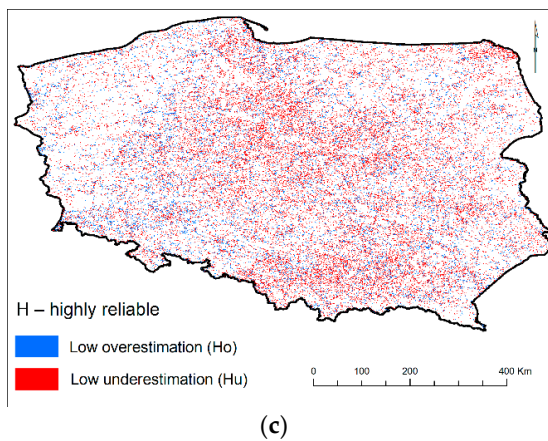 H – highly reliable
Low overestimation (Ho)
Low underestimation (Hu)
0 100 200 400 Km
(c)